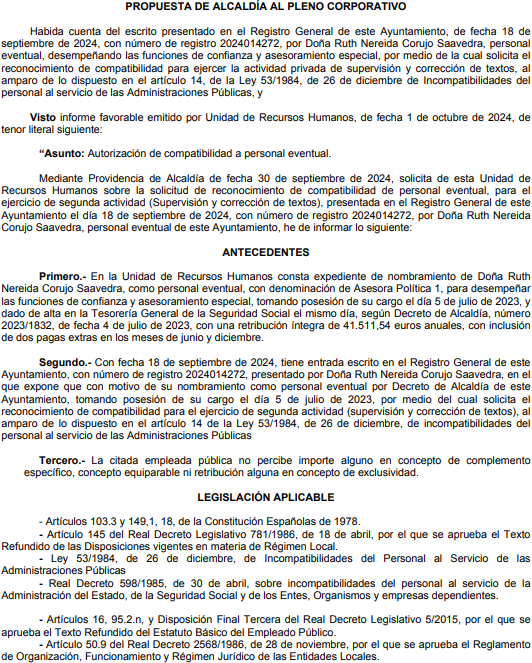 PROPUESTA DE ALCALDÍA AL PLENO CORPORATIVO
Habida cuenta del escrito presentado en el Registro General de este Ayuntamiento, de fecha 18 de
septiembre de 2024, con número de registro 2024014272, por Doña Ruth Nereida Corujo Saavedra, personal
eventual, desempeñando las funciones de confianza y asesoramiento especial, por medio de la cual solicita el
reconocimiento de compatibilidad para ejercer la actividad privada de supervisión y corrección de textos, al
amparo de lo dispuesto en el artículo 14, de la Ley 53/1984, de 26 de diciembre de Incompatibilidades del
personal al servicio de las Administraciones Públicas, y
Visto informe favorable emitido por Unidad de Recursos Humanos, de fecha 1 de octubre de 2024, de
tenor literal siguiente:
“Asunto: Autorización de compatibilidad a personal eventual.
Mediante Providencia de Alcaldía de fecha 30 de septiembre de 2024, solicita de esta Unidad de
Recursos Humanos sobre la solicitud de reconocimiento de compatibilidad de personal eventual, para el
ejercicio de segunda actividad (Supervisión y corrección de textos), presentada en el Registro General de este
Ayuntamiento el día 18 de septiembre de 2024, con número de registro 2024014272, por Doña Ruth Nereida
Corujo Saavedra, personal eventual de este Ayuntamiento, he de informar lo siguiente:
ANTECEDENTES
Primero.- En la Unidad de Recursos Humanos consta expediente de nombramiento de Doña Ruth
Nereida Corujo Saavedra, como personal eventual, con denominación de Asesora Política 1, para desempeñar
las funciones de confianza y asesoramiento especial, tomando posesión de su cargo el día 5 de julio de 2023, y
dado de alta en la Tesorería General de la Seguridad Social el mismo día, según Decreto de Alcaldía, número
2023/1832, de fecha 4 de julio de 2023, con una retribución íntegra de 41.511,54 euros anuales, con inclusión
de dos pagas extras en los meses de junio y diciembre.
Segundo.- Con fecha 18 de septiembre de 2024, tiene entrada escrito en el Registro General de este
Ayuntamiento, con número de registro 2024014272, presentado por Doña Ruth Nereida Corujo Saavedra, en el
que expone que con motivo de su nombramiento como personal eventual por Decreto de Alcaldía de este
Ayuntamiento, tomando posesión de su cargo el día 5 de julio de 2023, por medio del cual solicita el
reconocimiento de compatibilidad para el ejercicio de segunda actividad (supervisión y corrección de textos), al
amparo de lo dispuesto en el artículo 14 de la Ley 53/1984, de 26 de diciembre, de incompatibilidades del
personal al servicio de las Administraciones Públicas
Tercero.- La citada empleada pública no percibe importe alguno en concepto de complemento
específico, concepto equiparable ni retribución alguna en concepto de exclusividad.
LEGISLACIÓN APLICABLE
- Artículos 103.3 y 149,1, 18, de la Constitución Españolas de 1978.
- Artículo 145 del Real Decreto Legislativo 781/1986, de 18 de abril, por el que se aprueba el Texto
Refundido de las Disposiciones vigentes en materia de Régimen Local.
- Ley 53/1984, de 26 de diciembre, de Incompatibilidades del Personal al Servicio de las
Administraciones Públicas
- Real Decreto 598/1985, de 30 de abril, sobre incompatibilidades del personal al servicio de la
Administración del Estado, de la Seguridad Social y de los Entes, Organismos y empresas dependientes.
- Artículos 16, 95.2.n, y Disposición Final Tercera del Real Decreto Legislativo 5/2015, por el que se
aprueba el Texto Refundido del Estatuto Básico del Empleado Público.
- Artículo 50.9 del Real Decreto 2568/1986, de 28 de noviembre, por el que se aprueba el Reglamento
de Organización, Funcionamiento y Régimen Jurídico de las Entidades Locales.